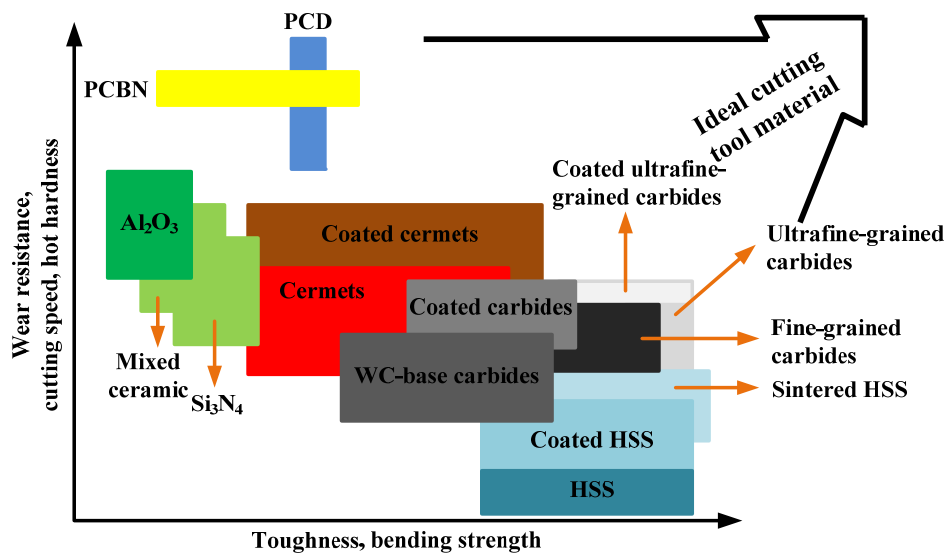 PCD
PCBN
Ideal cutting
tool material
Wear resistance,
cutting speed, hot hardness
Al₂O₃
Coated ultrafine-
grained carbides
Coated cermets
Ultrafine-grained
carbides
Cermets
Coated carbides
Fine-grained
carbides
Mixed
ceramic
Si₃N₄
WC-base carbides
Sintered HSS
Coated HSS
HSS
Toughness, bending strength